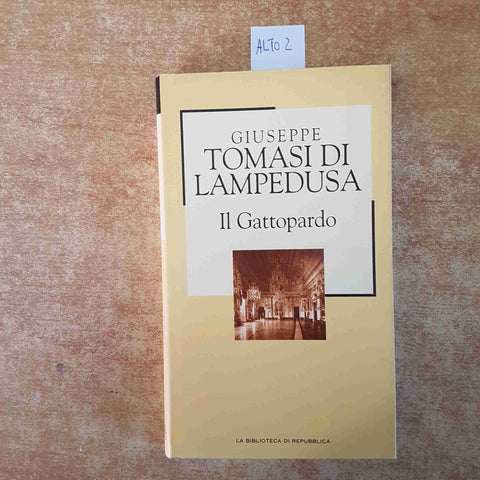 ALTO 2
GIUSEPPE
TOMASI DI
LAMPEDUSA
Il Gattopardo
LA BIBLIOTECA DI REPUBBLICA